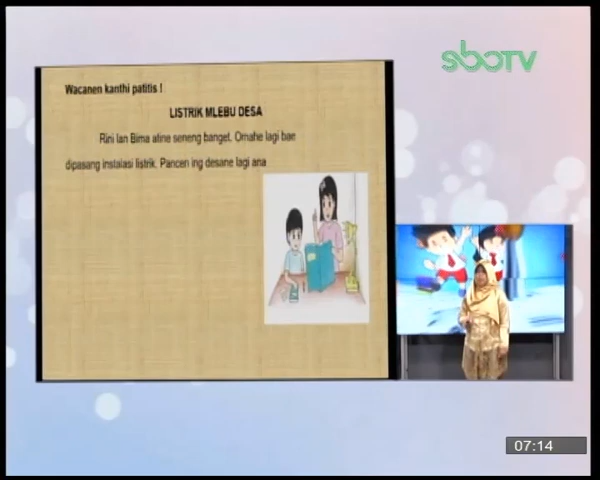 sboTV
Wacanen kanthi patitis !
LISTRIK MLEBU DESA
Rini lan Bima atine seneng banget. Omahe lagi bae
dipasang instalasi listrik. Pancen ing desane lagi ana
07:14